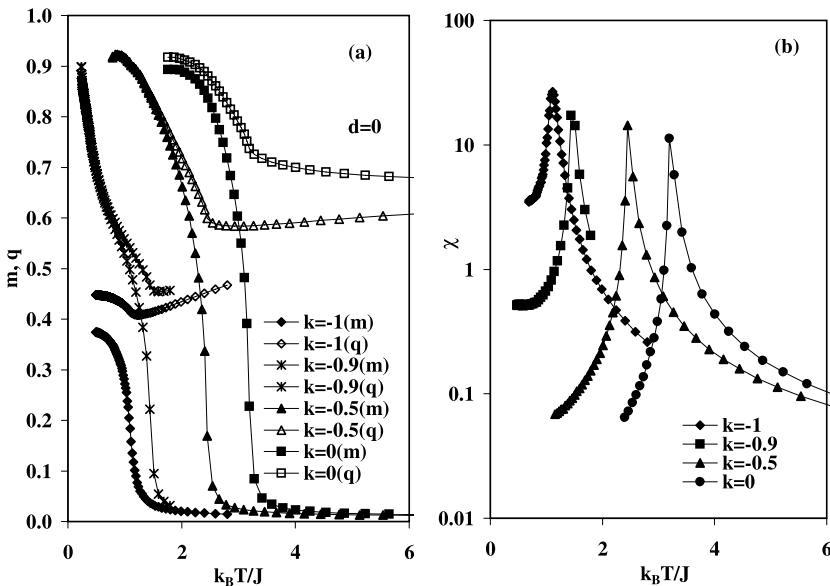 1.0
0.9
0.8
0.7
0.6
0.5
0.4
0.3
0.2
0.1
0.0
m, q
(a)
d=0
k=-1(m)
k=-1(q)
k=-0.9(m)
k=-0.9(q)
k=-0.5(m)
k=-0.5(q)
k=0(m)
k=0(q)
0 2 4 6
k_BT/J
100
10
1
0.1
0.01
χ
(b)
k=-1
k=-0.9
k=-0.5
k=0
0 2 4 6
k_BT/J